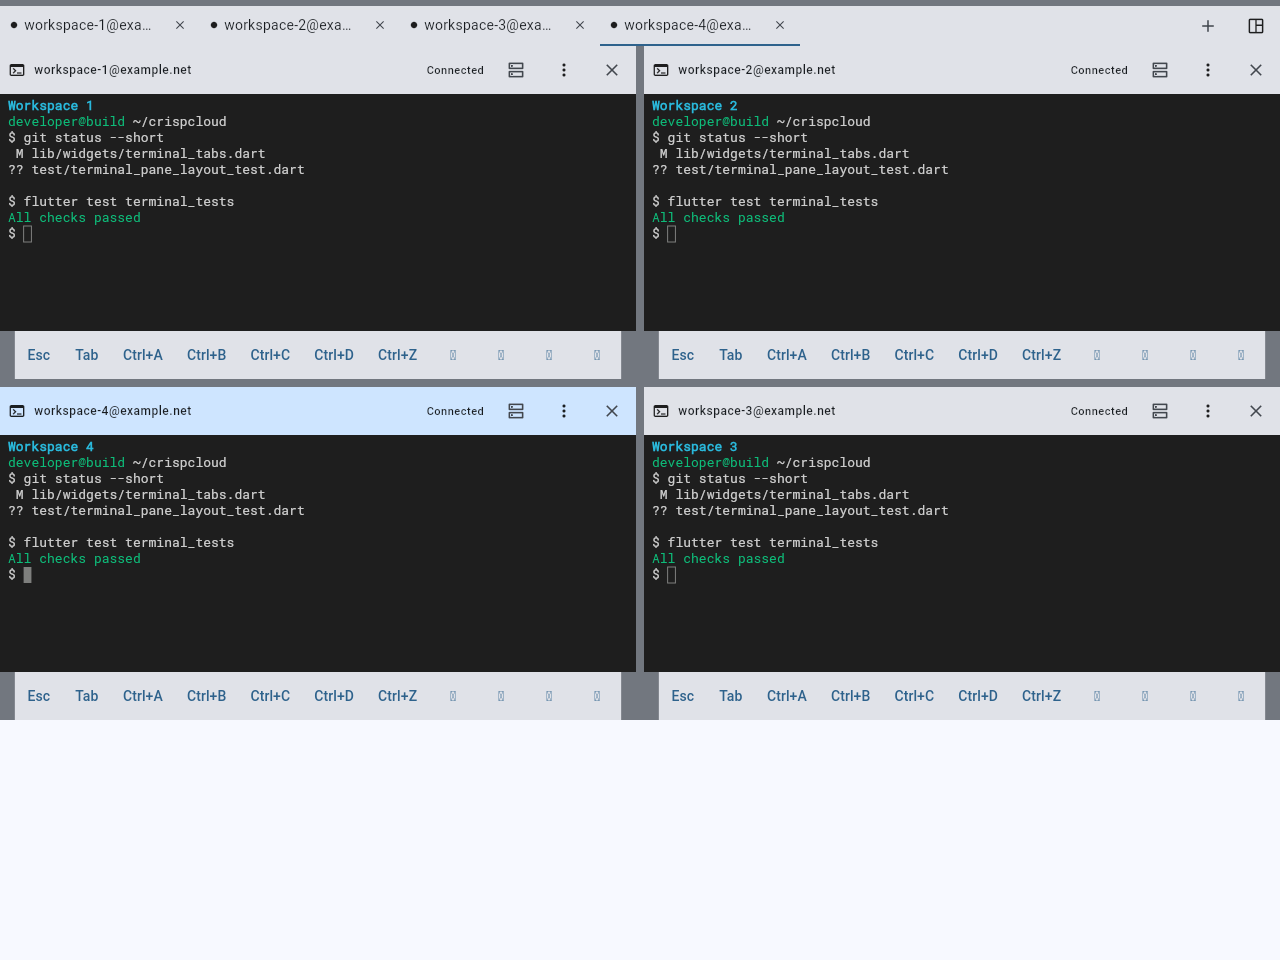 workspace-1@exa...
workspace-2@exa...
workspace-3@exa...
workspace-4@exa...
workspace-1@example.net Connected
Workspace 1
developer@build ~/crispcloud
$ git status --short
 M lib/widgets/terminal_tabs.dart
?? test/terminal_pane_layout_test.dart
$ flutter test terminal_tests
All checks passed
$
Esc Tab Ctrl+A Ctrl+B Ctrl+C Ctrl+D Ctrl+Z
workspace-2@example.net Connected
Workspace 2
developer@build ~/crispcloud
$ git status --short
 M lib/widgets/terminal_tabs.dart
?? test/terminal_pane_layout_test.dart
$ flutter test terminal_tests
All checks passed
$
Esc Tab Ctrl+A Ctrl+B Ctrl+C Ctrl+D Ctrl+Z
workspace-4@example.net Connected
Workspace 4
developer@build ~/crispcloud
$ git status --short
 M lib/widgets/terminal_tabs.dart
?? test/terminal_pane_layout_test.dart
$ flutter test terminal_tests
All checks passed
$
Esc Tab Ctrl+A Ctrl+B Ctrl+C Ctrl+D Ctrl+Z
workspace-3@example.net Connected
Workspace 3
developer@build ~/crispcloud
$ git status --short
 M lib/widgets/terminal_tabs.dart
?? test/terminal_pane_layout_test.dart
$ flutter test terminal_tests
All checks passed
$
Esc Tab Ctrl+A Ctrl+B Ctrl+C Ctrl+D Ctrl+Z